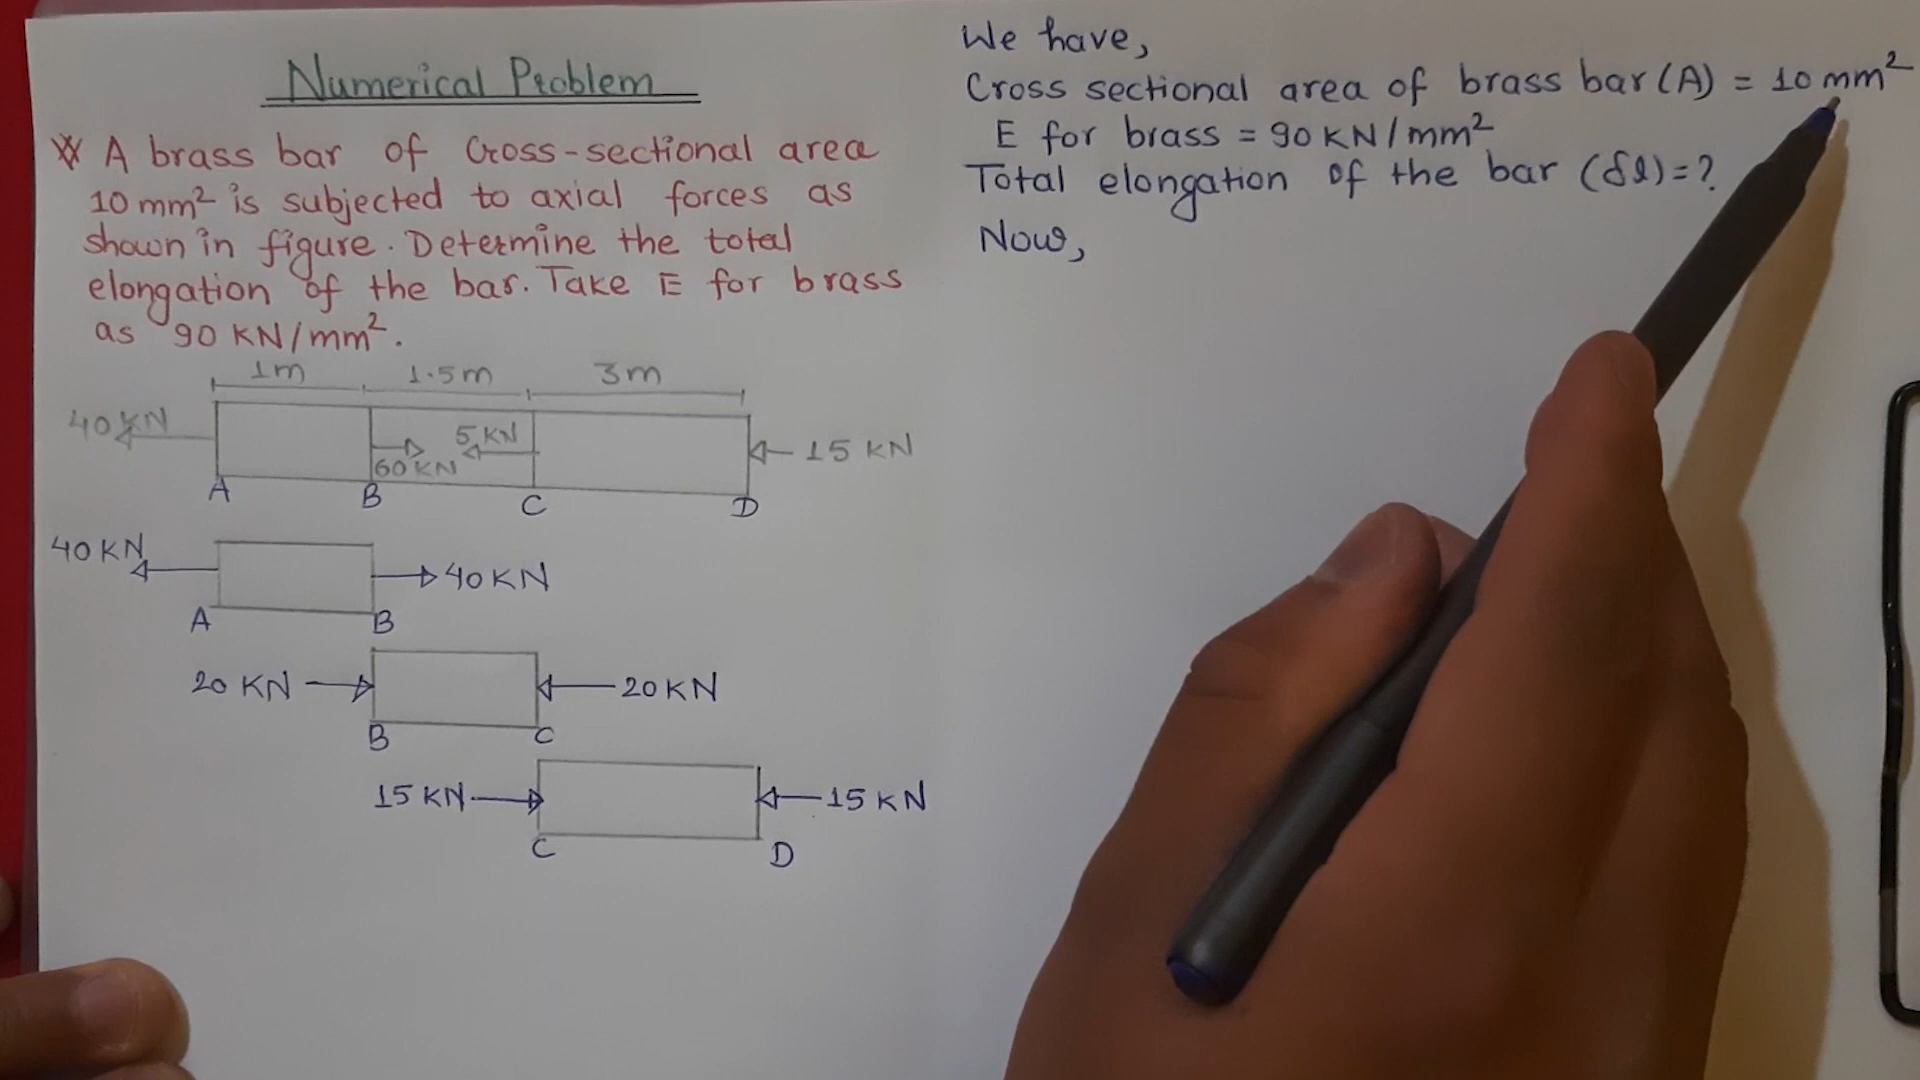 Numerical Problem
※ A brass bar of Cross-sectional area
10 mm² is subjected to axial forces as
shown in figure. Determine the total
elongation of the bar. Take E for brass
as 90 KN/mm².
1m 1.5m 3m
40 KN 60 KN 5 KN 15 KN
A B C D
40 KN 40 KN
A B
20 KN 20 KN
B C
15 KN 15 KN
C D
We have,
Cross sectional area of brass bar (A) = 10 mm²
E for brass = 90 KN/mm²
Total elongation of the bar (δl) = ?
Now,